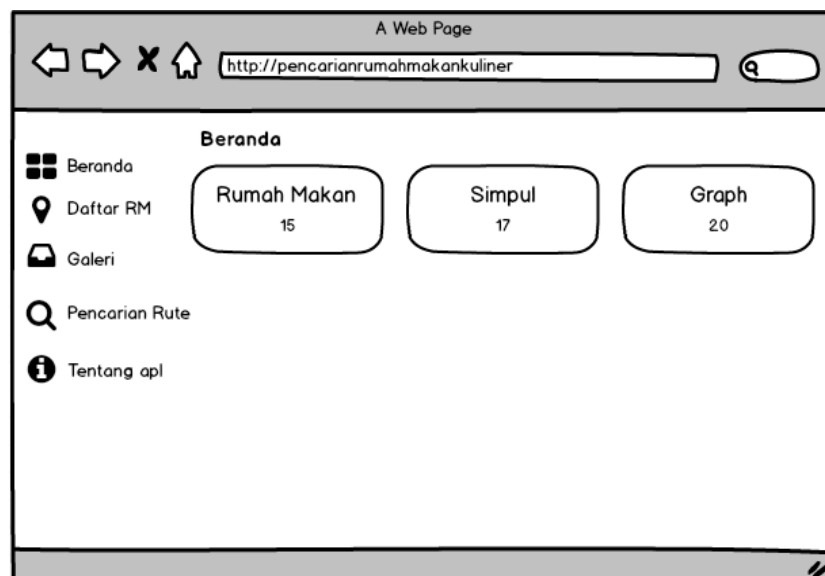 A Web Page
http://pencarianrumahmakankuliner
Beranda
Beranda
Daftar RM
Galeri
Pencarian Rute
Tentang apl
Rumah Makan
15
Simpul
17
Graph
20